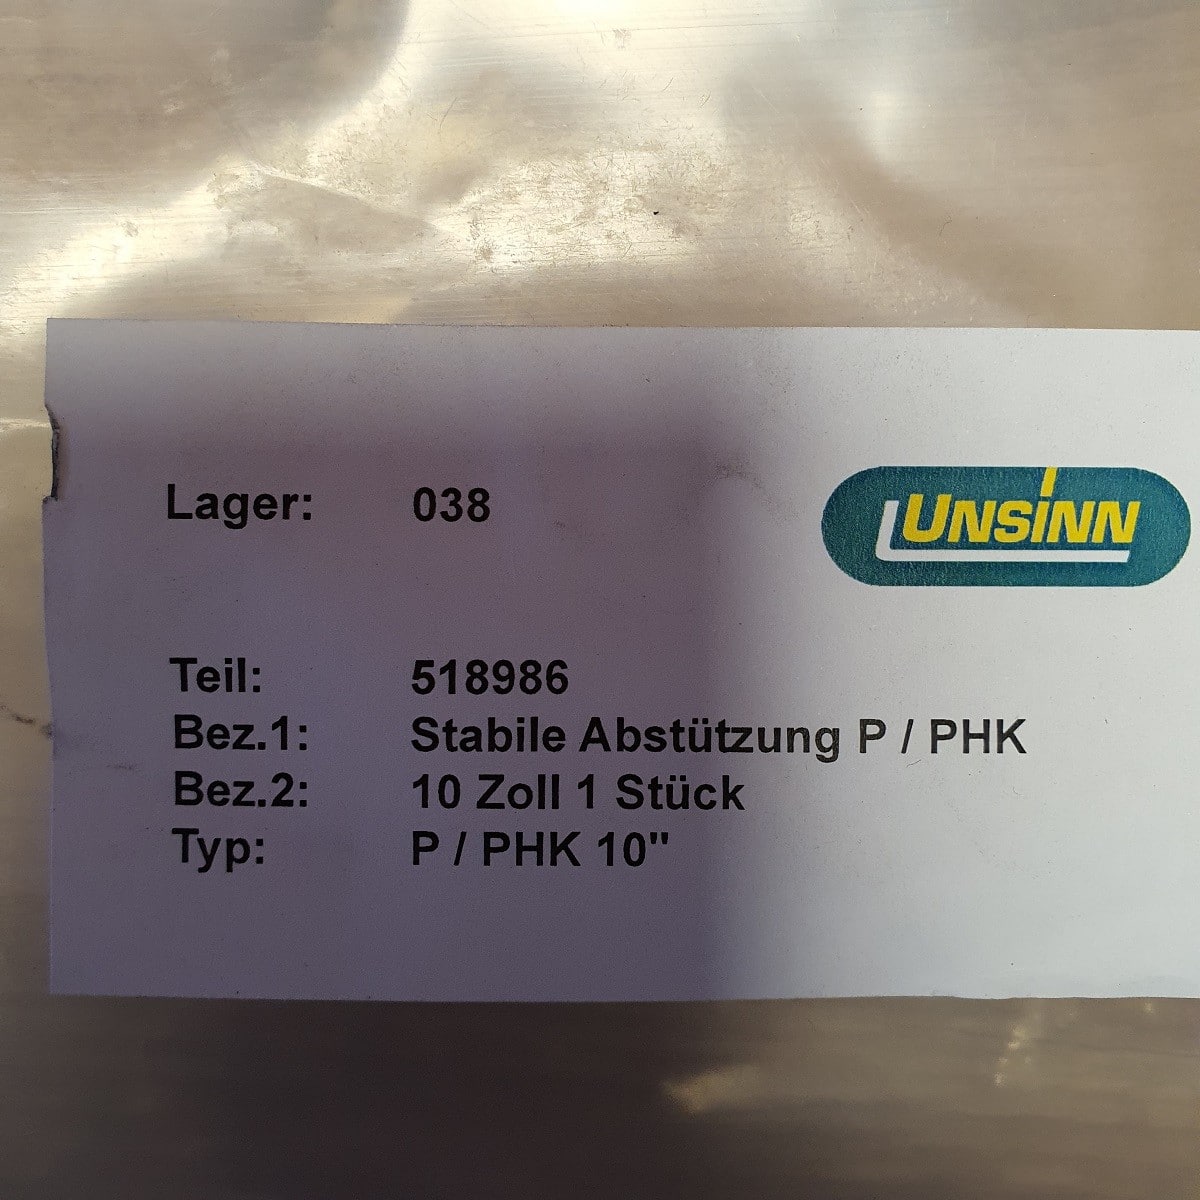 Lager: 038
UNSINN
Teil: 518986
Bez.1: Stabile Abstützung P / PHK
Bez.2: 10 Zoll 1 Stück
Typ: P / PHK 10"